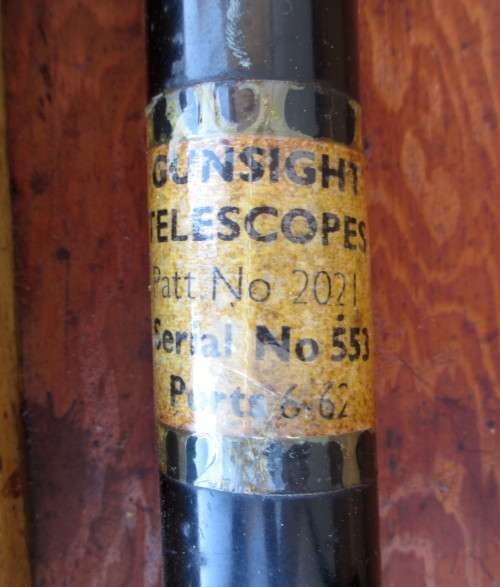 GUNSIGHT
TELESCOPES
Patt.No 2021
Serial No 553
Ports 6-62